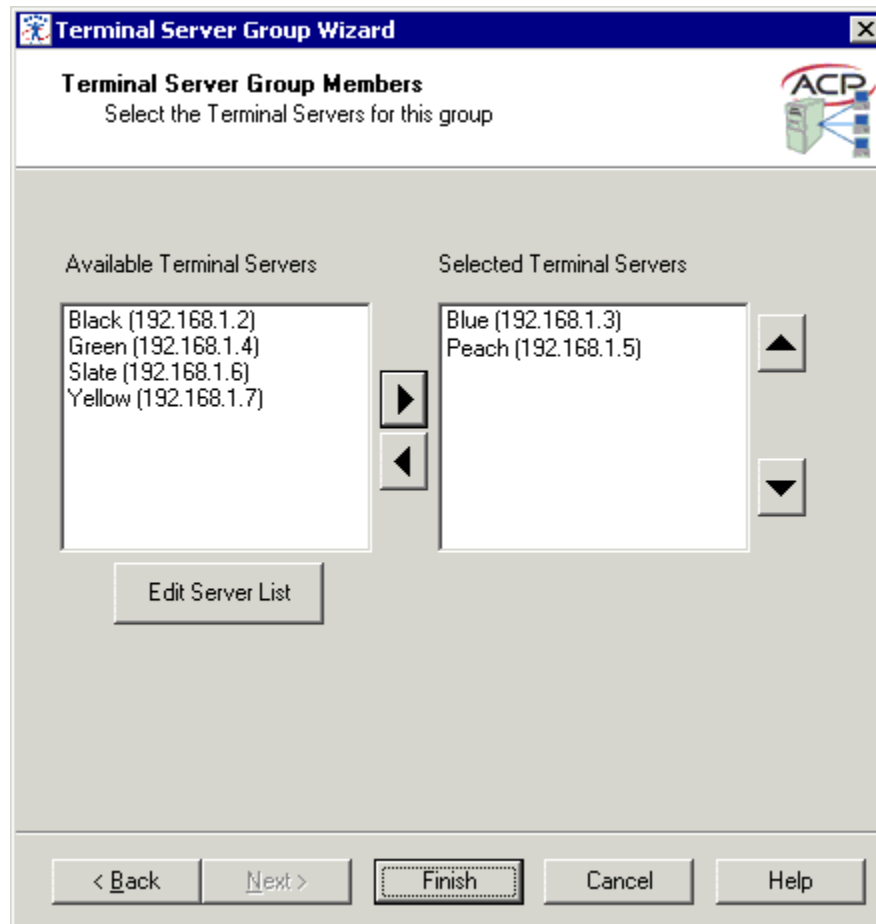 Terminal Server Group Wizard
Terminal Server Group Members
Select the Terminal Servers for this group
ACP
Available Terminal Servers
Selected Terminal Servers
Black (192.168.1.2)
Green (192.168.1.4)
Slate (192.168.1.6)
Yellow (192.168.1.7)
Blue (192.168.1.3)
Peach (192.168.1.5)
Edit Server List
< Back
Next >
Finish
Cancel
Help